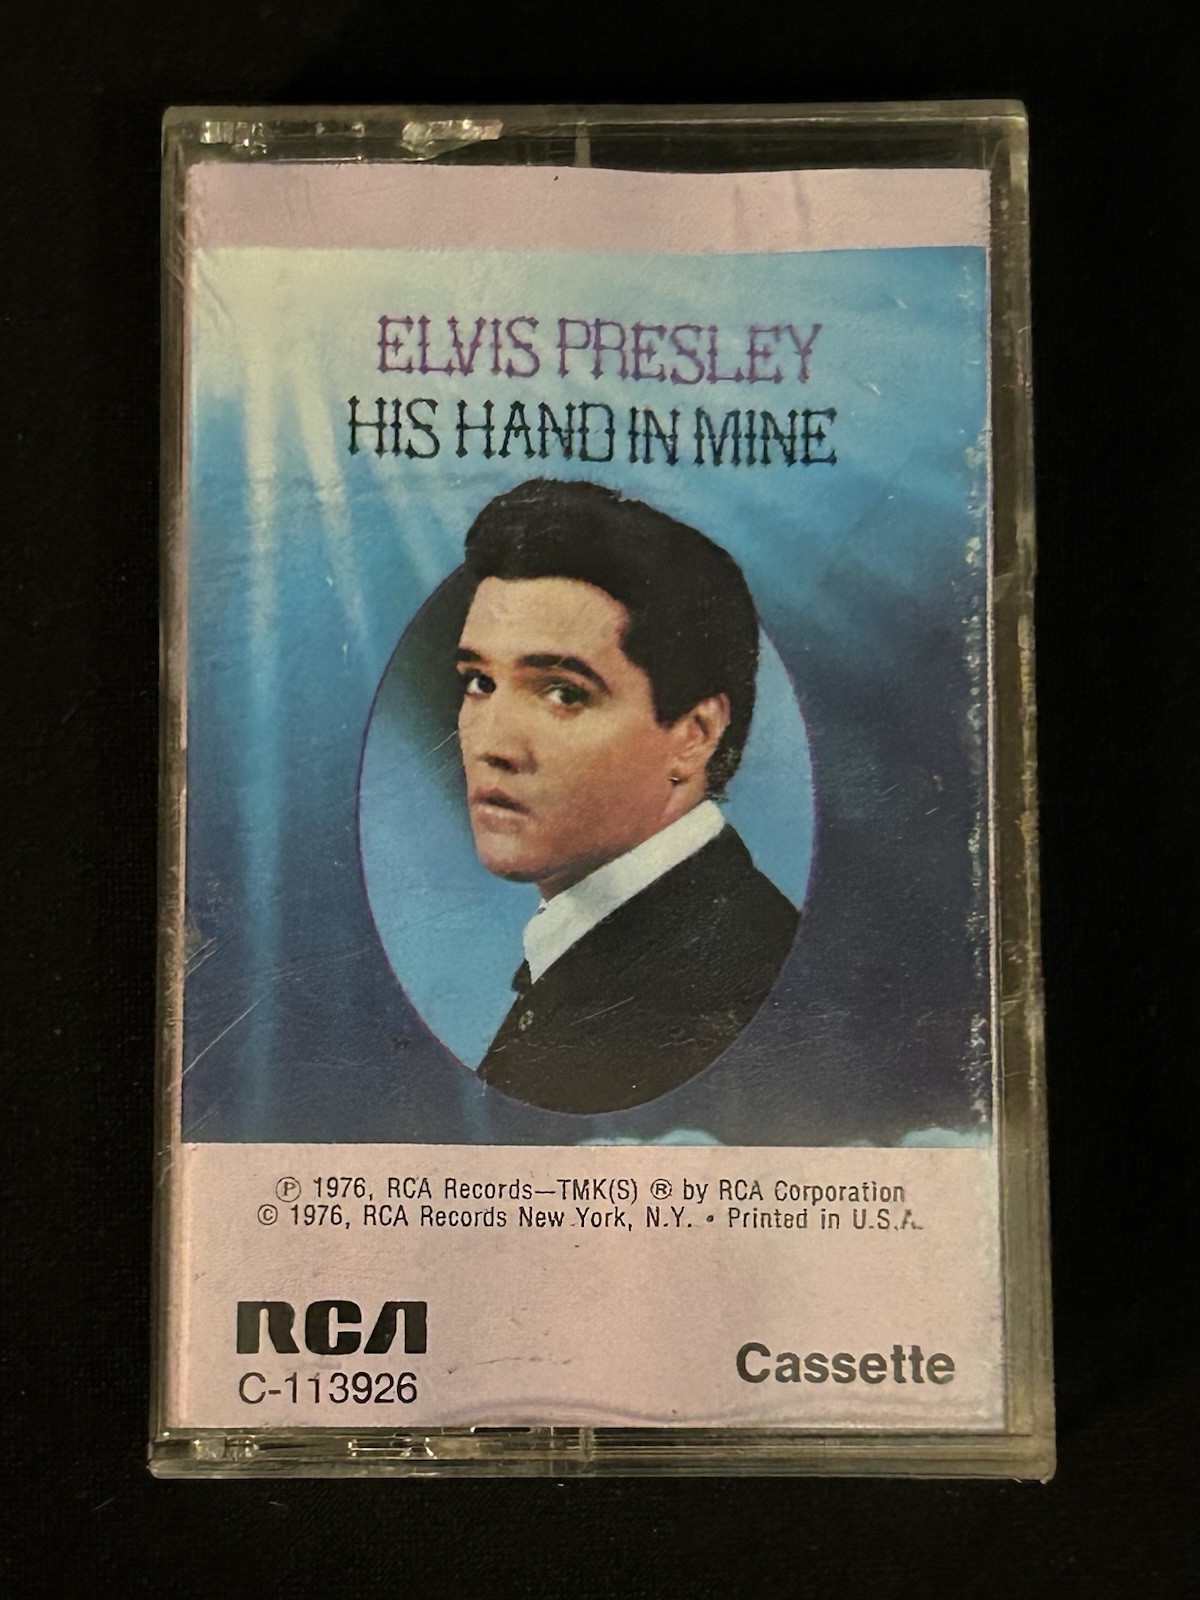 ELVIS PRESLEY
HIS HAND IN MINE
℗ 1976, RCA Records—TMK(S) ® by RCA Corporation
© 1976, RCA Records New York, N.Y. • Printed in U.S.A.
RCA
C-113926
Cassette